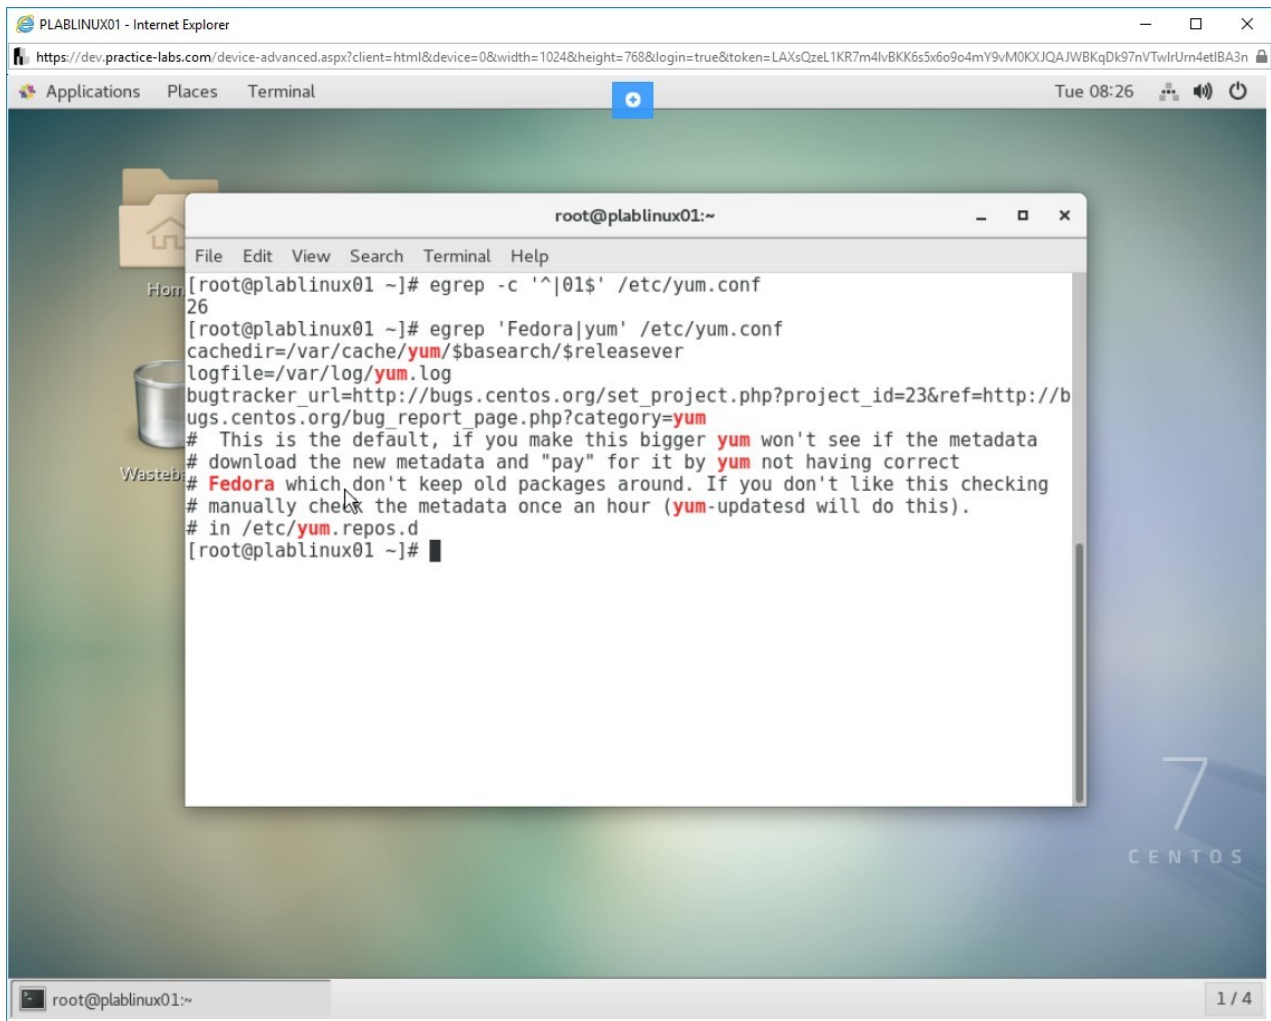 PLABLINUX01 - Internet Explorer
https://dev.practice-labs.com/device-advanced.aspx?client=html&device=0&width=1024&height=768&login=true&token=LAXsQzeL1KR7m4lvBKK6s5x6o9o4mY9vM0KXJQAJWBKqDk97nVTwlrUrn4etlBA3n
Applications Places Terminal Tue 08:26
root@plablinux01:~
File Edit View Search Terminal Help
[root@plablinux01 ~]# egrep -c '^|01$' /etc/yum.conf
26
[root@plablinux01 ~]# egrep 'Fedora|yum' /etc/yum.conf
cachedir=/var/cache/yum/$basearch/$releasever
logfile=/var/log/yum.log
bugtracker_url=http://bugs.centos.org/set_project.php?project_id=23&ref=http://b
ugs.centos.org/bug_report_page.php?category=yum
#  This is the default, if you make this bigger yum won't see if the metadata
# download the new metadata and "pay" for it by yum not having correct
# Fedora which don't keep old packages around. If you don't like this checking
# manually check the metadata once an hour (yum-updatesd will do this).
# in /etc/yum.repos.d
[root@plablinux01 ~]#
Hom
Wasteb
7
CENTOS
root@plablinux01:~
1 / 4